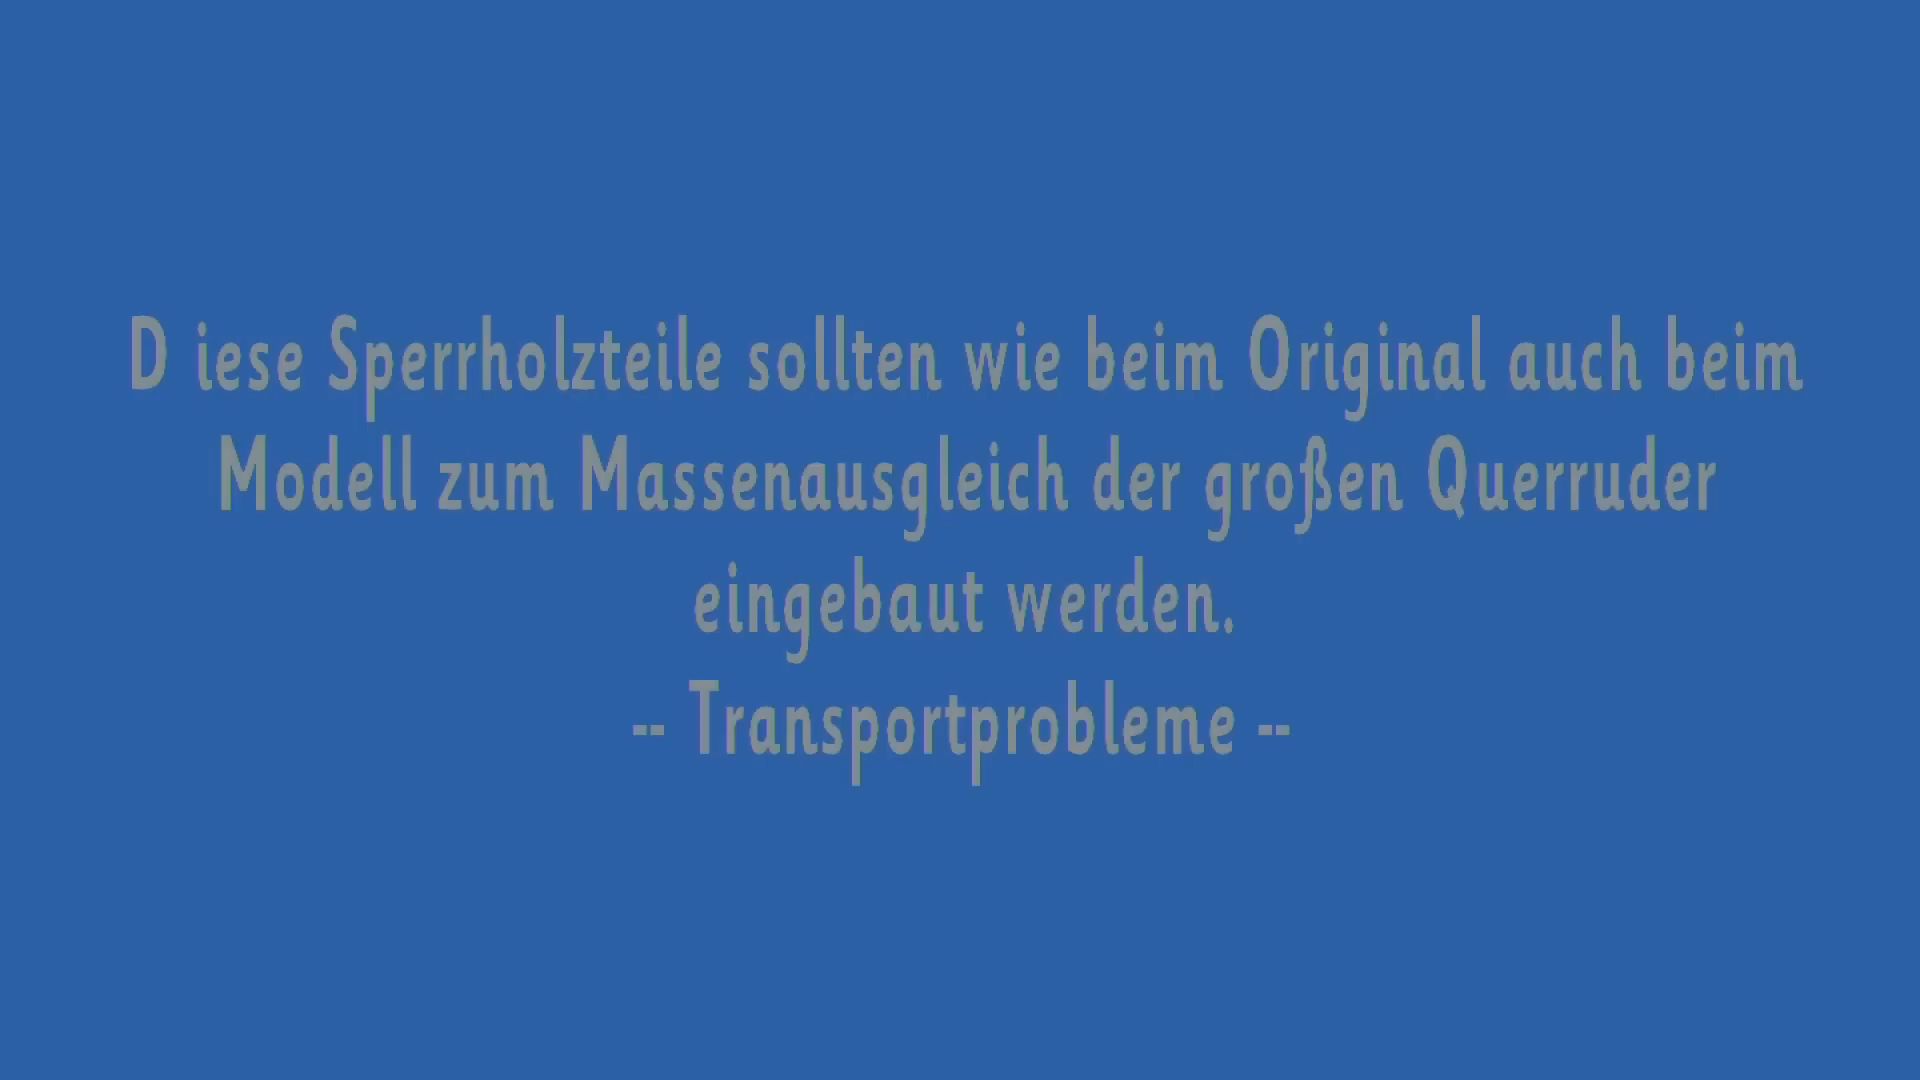 D iese Sperrholzteile sollten wie beim Original auch beim
Modell zum Massenausgleich der großen Querruder
eingebaut werden.
-- Transportprobleme --